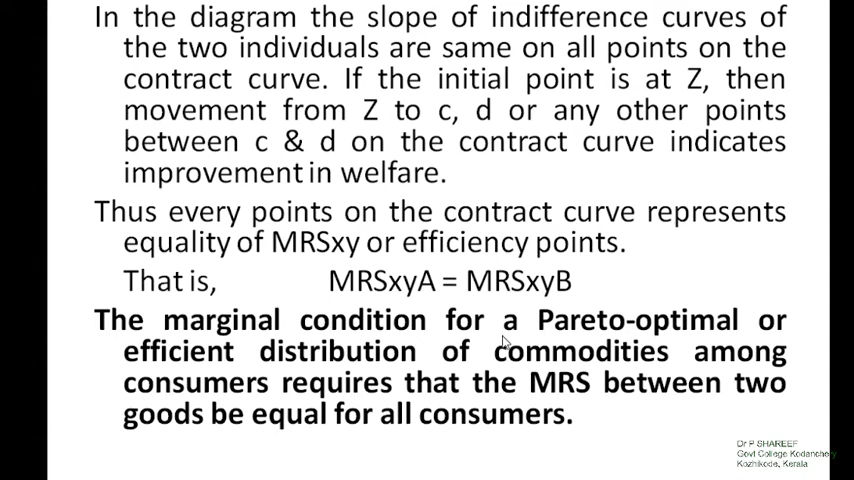 In the diagram the slope of indifference curves of
the two individuals are same on all points on the
contract curve. If the initial point is at Z, then
movement from Z to c, d or any other points
between c & d on the contract curve indicates
improvement in welfare.
Thus every points on the contract curve represents
equality of MRSxy or efficiency points.
That is, MRSxyA = MRSxyB
The marginal condition for a Pareto-optimal or
efficient distribution of commodities among
consumers requires that the MRS between two
goods be equal for all consumers.
Dr P SHAREEF
Govt College Kodanchery
Kozhikode, Kerala